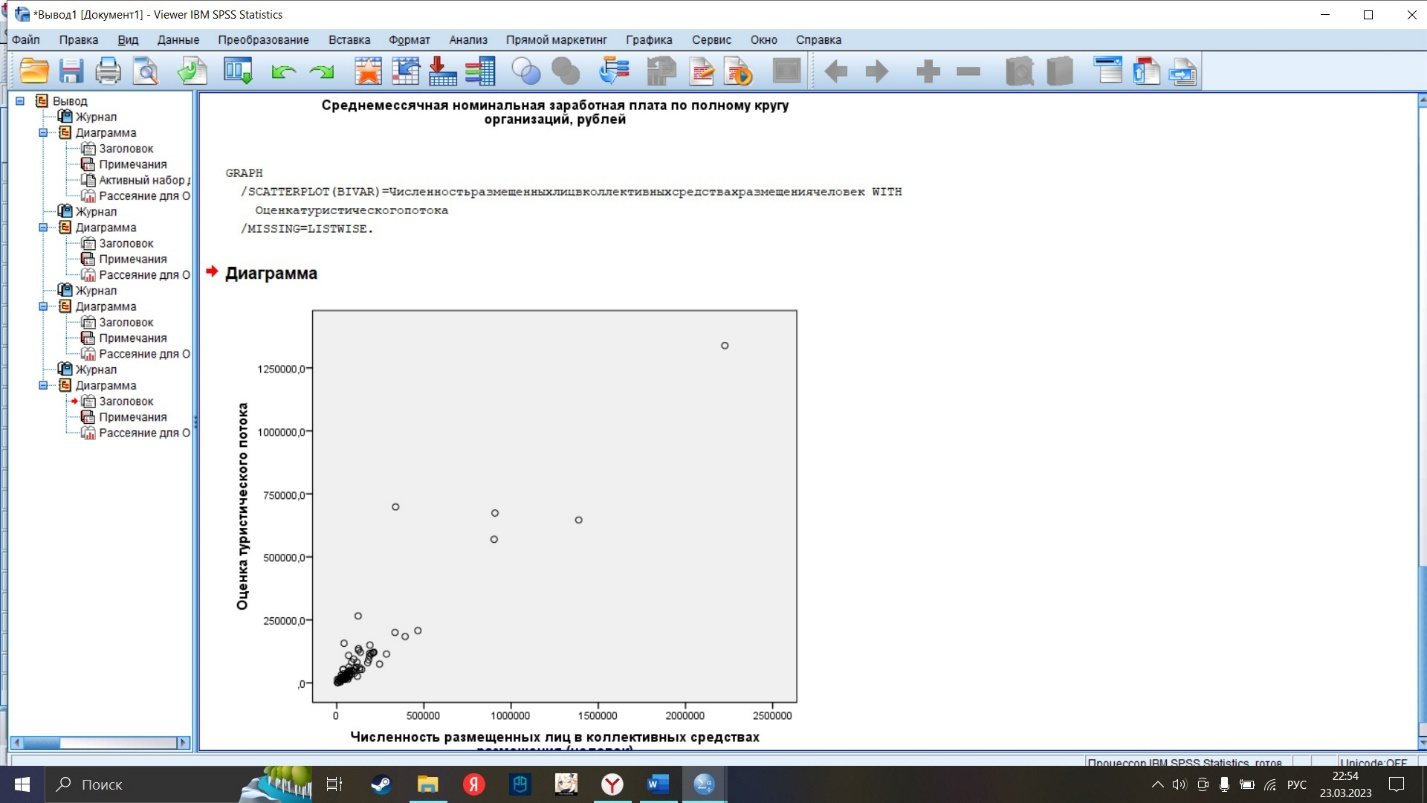 *Вывод1 [Документ1] - Viewer IBM SPSS Statistics
Файл Правка Вид Данные Преобразование Вставка Формат Анализ Прямой маркетинг Графика Сервис Окно Справка
Вывод
Журнал
Диаграмма
Заголовок
Примечания
Активный набор д
Рассеяние для О
Журнал
Диаграмма
Заголовок
Примечания
Рассеяние для О
Журнал
Диаграмма
Заголовок
Примечания
Рассеяние для О
Журнал
Диаграмма
Заголовок
Примечания
Рассеяние для О
Среднемессячная номинальная заработная плата по полному кругу
организаций, рублей
GRAPH
/SCATTERPLOT(BIVAR)=Численностьразмещенныхлицвколлективныхсредствахразмещениячеловек WITH
Оценкатуристическогопотока
/MISSING=LISTWISE.
Диаграмма
Оценка туристического потока
1250000,0
1000000,0
750000,0
500000,0
250000,0
,0
0 500000 1000000 1500000 2000000 2500000
Численность размещенных лиц в коллективных средствах
размещения (человек)
Процессор IBM SPSS Statistics готов
Unicode:OFF
Поиск
РУС
22:54
23.03.2023